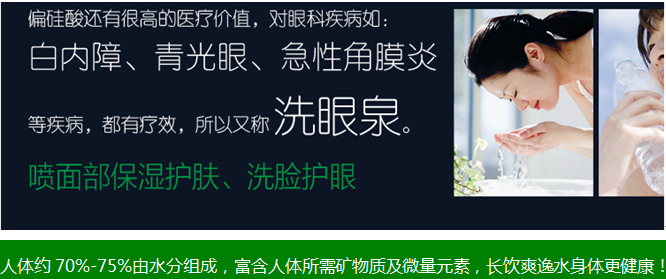 偏硅酸还有很高的医疗价值，对眼科疾病如：
白内障、青光眼、急性角膜炎
等疾病，都有疗效，所以又称洗眼泉。
喷面部保湿护肤、洗脸护眼
人体约 70%-75%由水分组成，富含人体所需矿物质及微量元素，长饮爽逸水身体更健康！